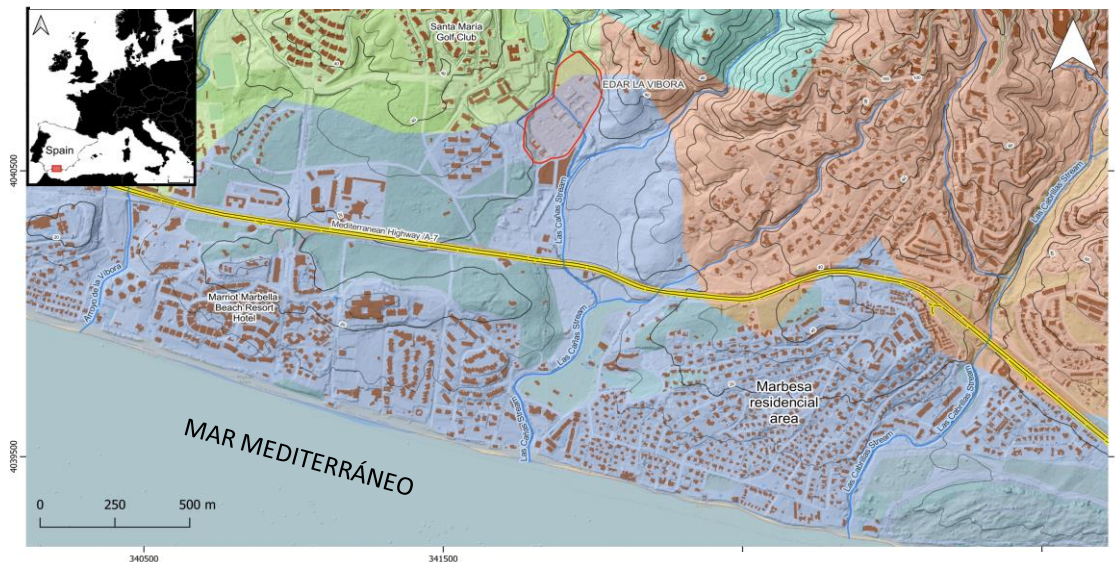 Spain
Santa María
Golf Club
EDAR LA VIBORA
4040500
Las Cañas Stream
Las Cabrillas Stream
Mediterranean Highway /A-7
Arroyo de la Víbora
Marriot Marbella
Beach Resort
Hotel
Las Cañas Stream
Marbesa
residencial
area
Las Cabrillas Stream
Las Cañas Stream
Las Cabrillas Stream
4039500
MAR MEDITERRÁNEO
0 250 500 m
340500
341500